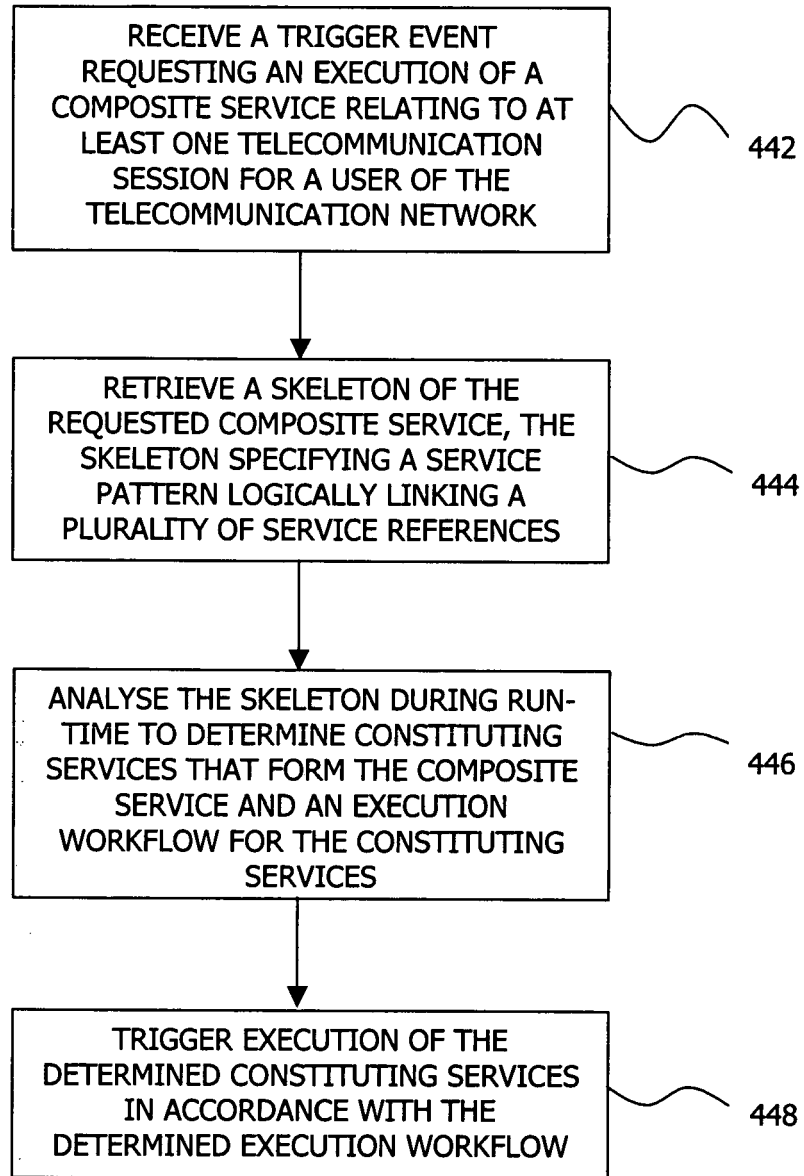 RECEIVE A TRIGGER EVENT
REQUESTING AN EXECUTION OF A
COMPOSITE SERVICE RELATING TO AT
LEAST ONE TELECOMMUNICATION
SESSION FOR A USER OF THE
TELECOMMUNICATION NETWORK
442
RETRIEVE A SKELETON OF THE
REQUESTED COMPOSITE SERVICE, THE
SKELETON SPECIFYING A SERVICE
PATTERN LOGICALLY LINKING A
PLURALITY OF SERVICE REFERENCES
444
ANALYSE THE SKELETON DURING RUN-
TIME TO DETERMINE CONSTITUTING
SERVICES THAT FORM THE COMPOSITE
SERVICE AND AN EXECUTION
WORKFLOW FOR THE CONSTITUTING
SERVICES
446
TRIGGER EXECUTION OF THE
DETERMINED CONSTITUTING SERVICES
IN ACCORDANCE WITH THE
DETERMINED EXECUTION WORKFLOW
448